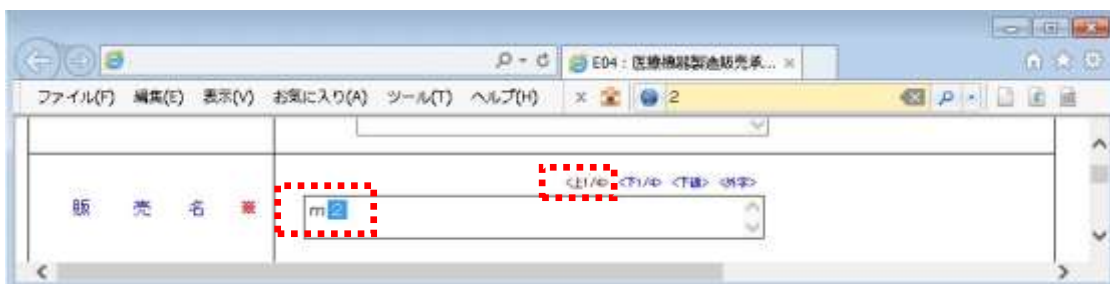 E04 : 医療機器製造販売承... ×
ファイル(F) 編集(E) 表示(V) お気に入り(A) ツール(T) ヘルプ(H) × 2
<上1/4> <下1/4> <下線> <外字>
販 売 名 ※
m2